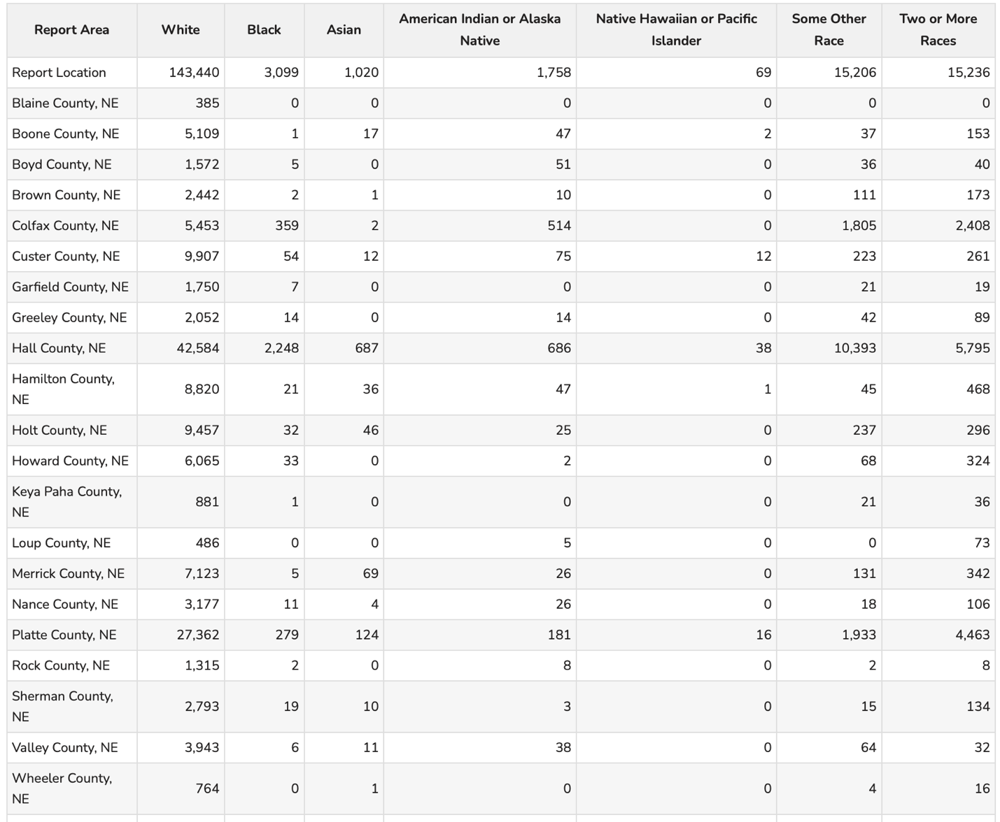 Report Area White Black Asian American Indian or Alaska Native Native Hawaiian or Pacific Islander Some Other Race Two or More Races
Report Location 143,440 3,099 1,020 1,758 69 15,206 15,236
Blaine County, NE 385 0 0 0 0 0 0
Boone County, NE 5,109 1 17 47 2 37 153
Boyd County, NE 1,572 5 0 51 0 36 40
Brown County, NE 2,442 2 1 10 0 111 173
Colfax County, NE 5,453 359 2 514 0 1,805 2,408
Custer County, NE 9,907 54 12 75 12 223 261
Garfield County, NE 1,750 7 0 0 0 21 19
Greeley County, NE 2,052 14 0 14 0 42 89
Hall County, NE 42,584 2,248 687 686 38 10,393 5,795
Hamilton County, NE 8,820 21 36 47 1 45 468
Holt County, NE 9,457 32 46 25 0 237 296
Howard County, NE 6,065 33 0 2 0 68 324
Keya Paha County, NE 881 1 0 0 0 21 36
Loup County, NE 486 0 0 5 0 0 73
Merrick County, NE 7,123 5 69 26 0 131 342
Nance County, NE 3,177 11 4 26 0 18 106
Platte County, NE 27,362 279 124 181 16 1,933 4,463
Rock County, NE 1,315 2 0 8 0 2 8
Sherman County, NE 2,793 19 10 3 0 15 134
Valley County, NE 3,943 6 11 38 0 64 32
Wheeler County, NE 764 0 1 0 0 4 16